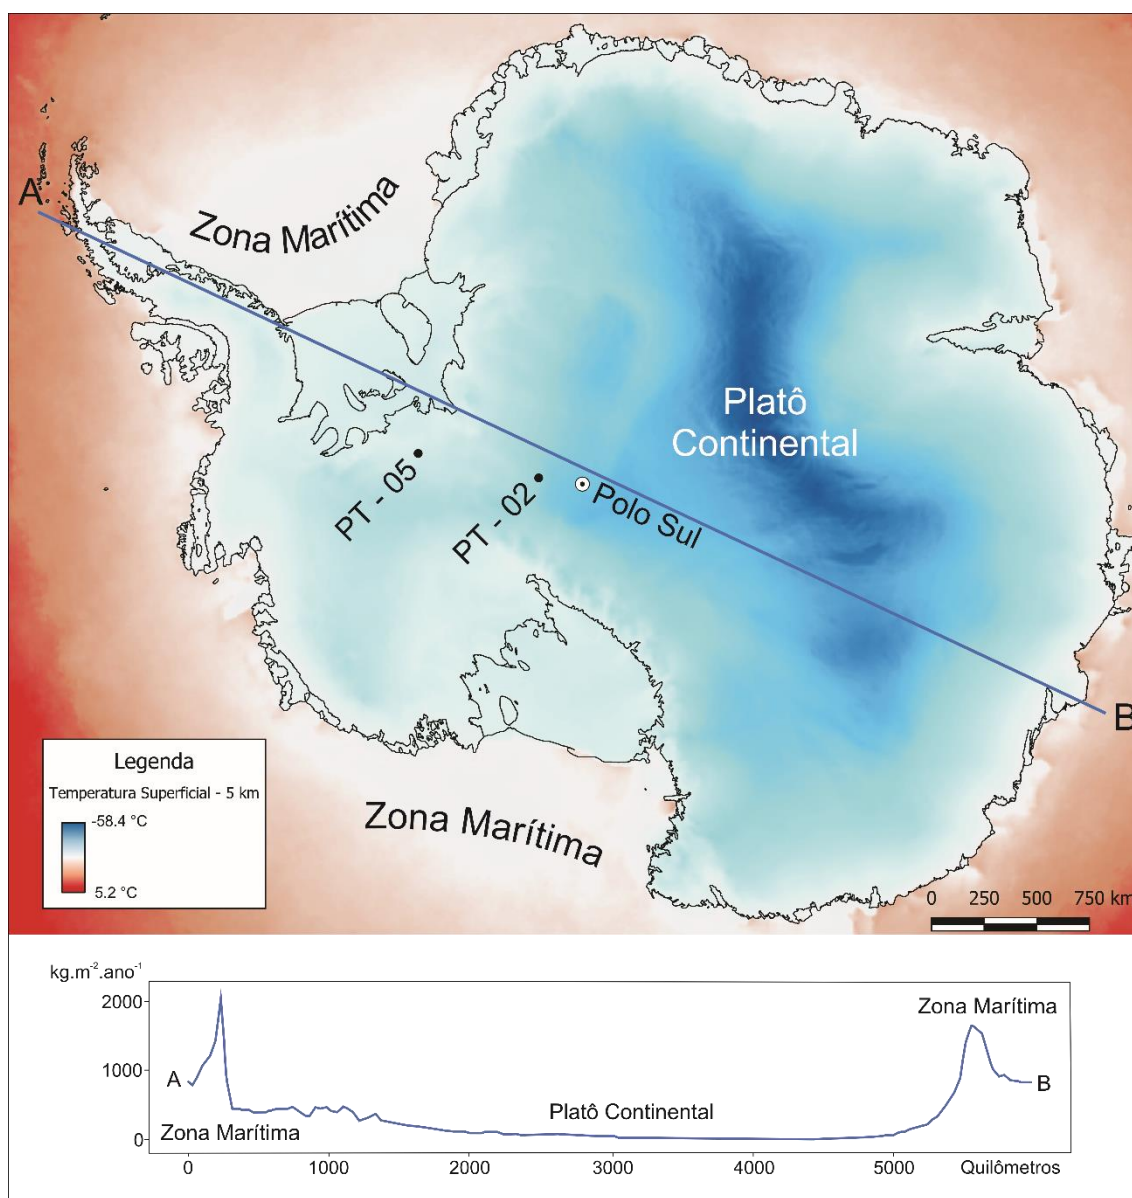 A
Zona Marítima
Platô
Continental
PT - 05
PT - 02
Polo Sul
B
Zona Marítima
Legenda
Temperatura Superficial - 5 km
-58.4 °C
5.2 °C
0 250 500 750 km
kg.m⁻².ano⁻¹
2000
1000
0
A
Zona Marítima
Platô Continental
Zona Marítima
B
0 1000 2000 3000 4000 5000 Quilômetros